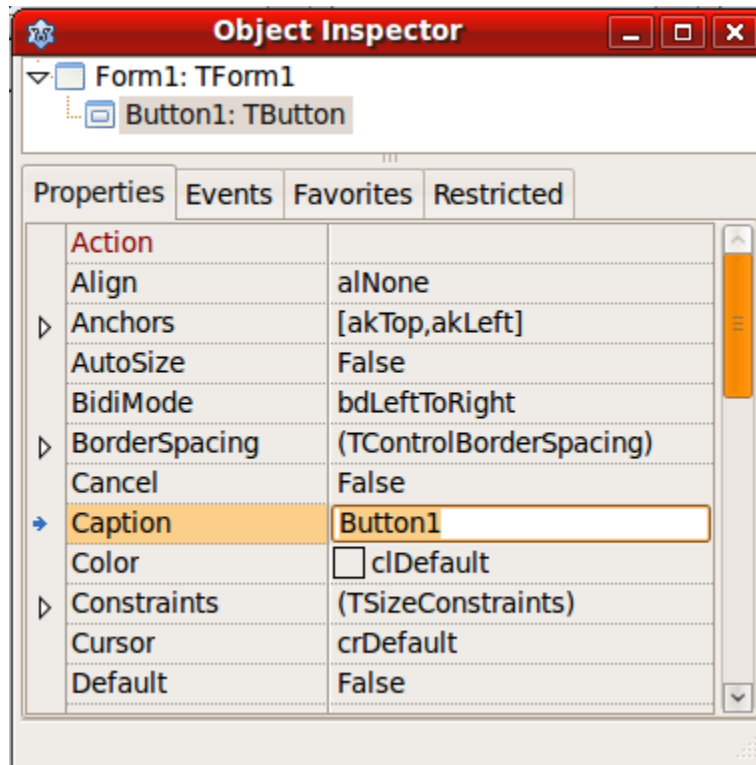 Object Inspector
Form1: TForm1
Button1: TButton
Properties Events Favorites Restricted
Action
Align alNone
Anchors [akTop,akLeft]
AutoSize False
BidiMode bdLeftToRight
BorderSpacing (TControlBorderSpacing)
Cancel False
Caption Button1
Color clDefault
Constraints (TSizeConstraints)
Cursor crDefault
Default False